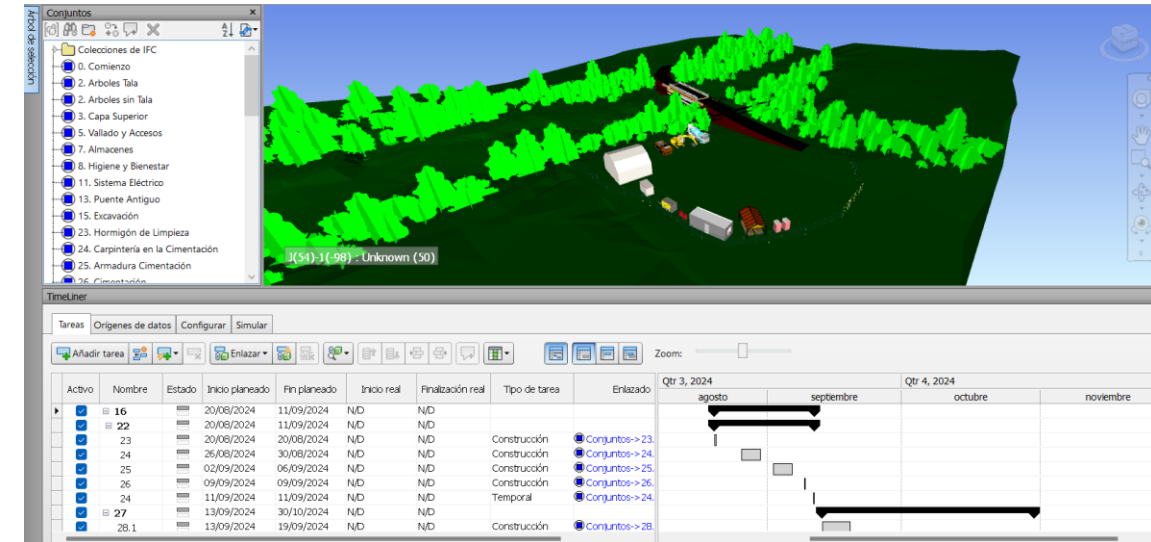 Árbol de selección
Conjuntos
Colecciones de IFC
0. Comienzo
2. Arboles Tala
2. Arboles sin Tala
3. Capa Superior
5. Vallado y Accesos
7. Almacenes
8. Higiene y Bienestar
11. Sistema Eléctrico
13. Puente Antiguo
15. Excavación
23. Hormigón de Limpieza
24. Carpintería en la Cimentación
25. Armadura Cimentación
26. Cimentación
J(54)-1(-98) : Unknown (50)
TimeLiner
Tareas Orígenes de datos Configurar Simular
Añadir tarea Enlazar Zoom:
Activo Nombre Estado Inicio planeado Fin planeado Inicio real Finalización real Tipo de tarea Enlazado Qtr 3, 2024 Qtr 4, 2024
agosto septiembre octubre noviembre
16 20/08/2024 11/09/2024 N/D N/D
22 20/08/2024 11/09/2024 N/D N/D
23 20/08/2024 20/08/2024 N/D N/D Construcción Conjuntos->23.
24 26/08/2024 30/08/2024 N/D N/D Construcción Conjuntos->24.
25 02/09/2024 06/09/2024 N/D N/D Construcción Conjuntos->25.
26 09/09/2024 09/09/2024 N/D N/D Construcción Conjuntos->26.
24 11/09/2024 11/09/2024 N/D N/D Temporal Conjuntos->24.
27 13/09/2024 30/10/2024 N/D N/D
28.1 13/09/2024 19/09/2024 N/D N/D Construcción Conjuntos->28.